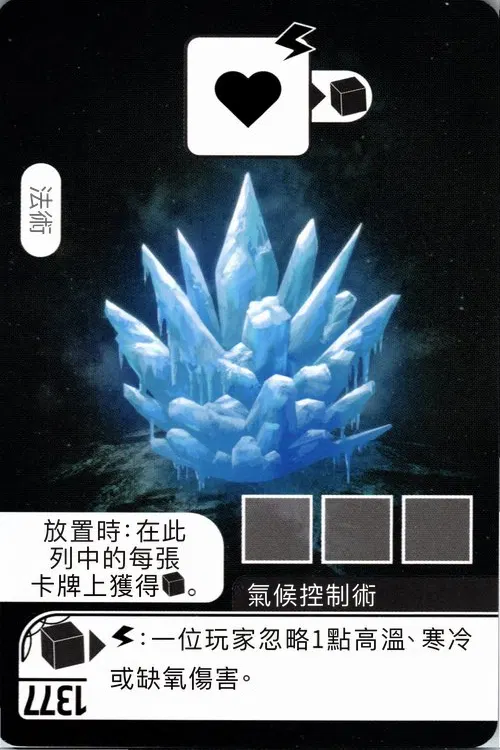 法術
放置時:在此
列中的每張
卡牌上獲得。
氣候控制術
:一位玩家忽略1點高溫、寒冷
或缺氧傷害。
1377